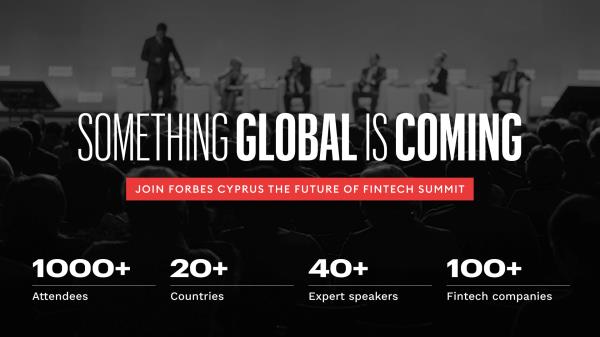 SOMETHING GLOBAL IS COMING
JOIN FORBES CYPRUS THE FUTURE OF FINTECH SUMMIT
1000+ 20+ 40+ 100+
Attendees Countries Expert speakers Fintech companies